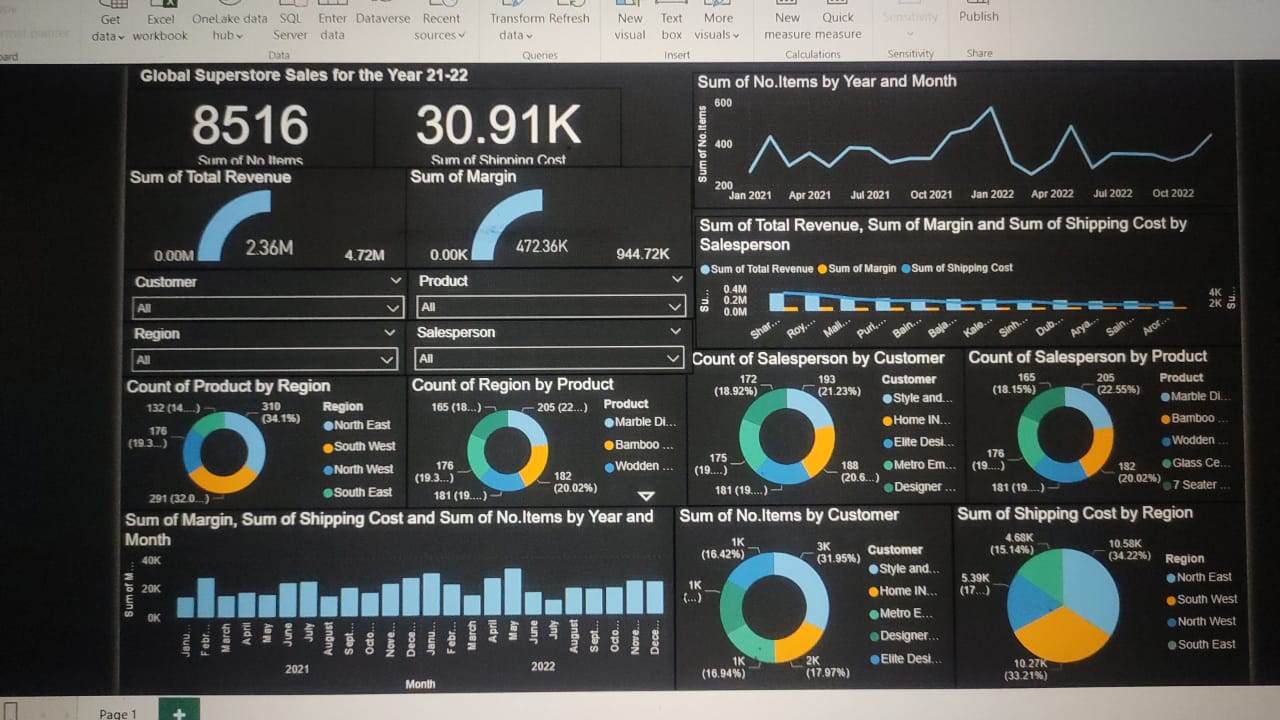 Get data
Excel workbook
OneLake data hub
SQL Server
Enter data
Dataverse
Recent sources
Data
Transform data
Refresh
Queries
New visual
Text box
More visuals
Insert
New measure
Quick measure
Calculations
Sensitivity
Sensitivity
Publish
Share
Global Superstore Sales for the Year 21-22
8516
Sum of No.Items
30.91K
Sum of Shipping Cost
Sum of Total Revenue
0.00M
2.36M
4.72M
Sum of Margin
0.00K
472.36K
944.72K
Customer
All
Product
All
Region
All
Salesperson
All
Sum of No.Items by Year and Month
Sum of No.Items
600
400
200
Jan 2021 Apr 2021 Jul 2021 Oct 2021 Jan 2022 Apr 2022 Jul 2022 Oct 2022
Sum of Total Revenue, Sum of Margin and Sum of Shipping Cost by
Salesperson
Sum of Total Revenue Sum of Margin Sum of Shipping Cost
Su...
0.4M
0.2M
0.0M
4K
2K
Su...
Shar... Roy,... Mall... Puri,... Bain... Baja... Kale... Sinh... Dub... Arya... Sain... Aror...
Count of Product by Region
132 (14....)
310
(34.1%)
176
(19.3...)
291 (32.0...)
Region
North East
South West
North West
South East
Count of Region by Product
165 (18...)
205 (22...)
176
(19.3...)
181 (19....)
182
(20.02%)
Product
Marble Di...
Bamboo ...
Wodden ...
Count of Salesperson by Customer
172
(18.92%)
193
(21.23%)
175
(19....)
181 (19....)
188
(20.6...)
Customer
Style and...
Home IN...
Elite Desi...
Metro Em...
Designer ...
Count of Salesperson by Product
165
(18.15%)
205
(22.55%)
176
(19....)
181 (19....)
182
(20.02%)
Product
Marble Di...
Bamboo ...
Wodden ...
Glass Ce...
7 Seater ...
Sum of Margin, Sum of Shipping Cost and Sum of No.Items by Year and
Month
Sum of M...
40K
20K
0K
Janu... Febr... March April May June July August Sept... Octo... Nove... Dece... Janu... Febr... March April May June July August Sept... Octo... Nove... Dece...
2021 2022
Month
Sum of No.Items by Customer
1K
(16.42%)
3K
(31.95%)
1K
(...)
1K
(16.94%)
2K
(17.97%)
Customer
Style and...
Home IN...
Metro E...
Designer...
Elite Desi...
Sum of Shipping Cost by Region
4.68K
(15.14%)
10.58K
(34.22%)
5.39K
(17...)
10.27K
(33.21%)
Region
North East
South West
North West
South East
Page 1
+